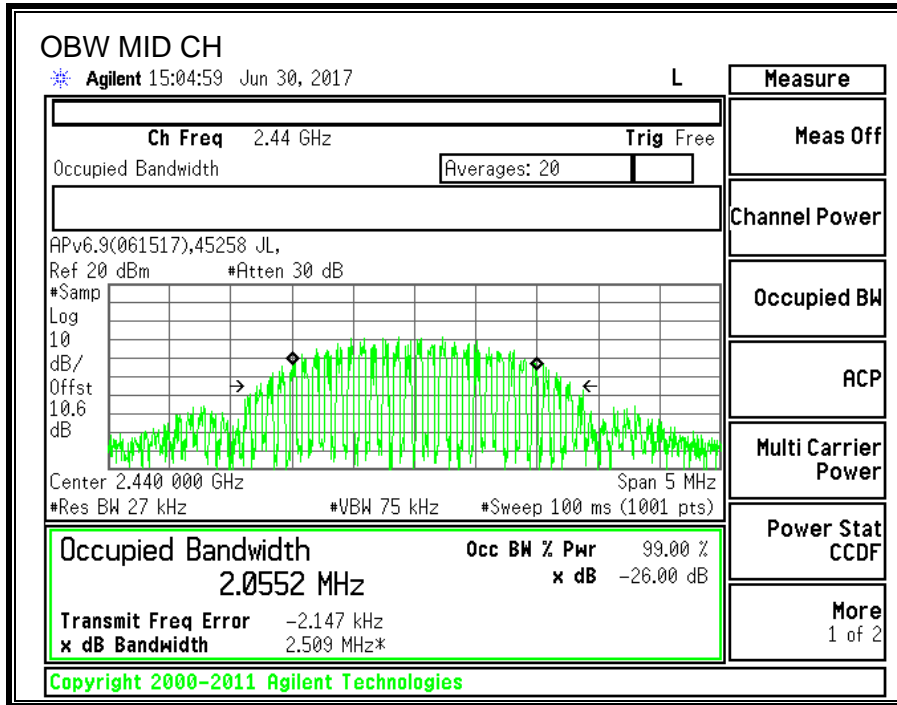 OBW MID CH
Agilent 15:04:59 Jun 30, 2017 L
Measure
Ch Freq 2.44 GHz Trig Free
Occupied Bandwidth Averages: 20
APv6.9(061517),45258 JL,
Ref 20 dBm #Atten 30 dB
#Samp
Log
10
dB/
Offst
10.6
dB
Center 2.440 000 GHz Span 5 MHz
#Res BW 27 kHz #VBW 75 kHz #Sweep 100 ms (1001 pts)
Occupied Bandwidth Occ BW % Pwr 99.00 %
2.0552 MHz x dB -26.00 dB
Transmit Freq Error -2.147 kHz
x dB Bandwidth 2.509 MHz*
Copyright 2000-2011 Agilent Technologies
Meas Off
Channel Power
Occupied BW
ACP
Multi Carrier
Power
Power Stat
CCDF
More
1 of 2